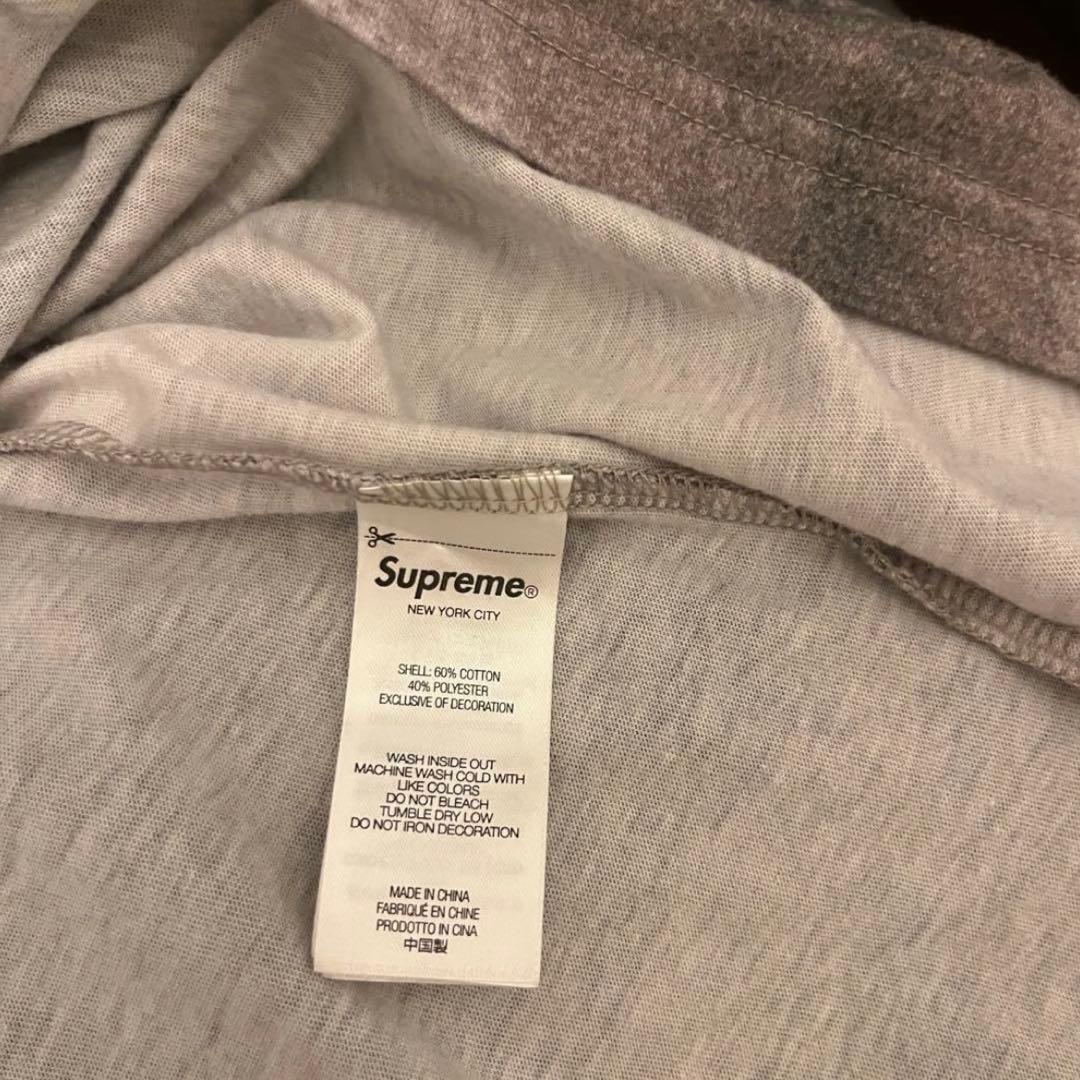 Supreme®
NEW YORK CITY
SHELL: 60% COTTON
40% POLYESTER
EXCLUSIVE OF DECORATION
WASH INSIDE OUT
MACHINE WASH COLD WITH
LIKE COLORS
DO NOT BLEACH
TUMBLE DRY LOW
DO NOT IRON DECORATION
MADE IN CHINA
FABRIQUÉ EN CHINE
PRODOTTO IN CINA
中国製